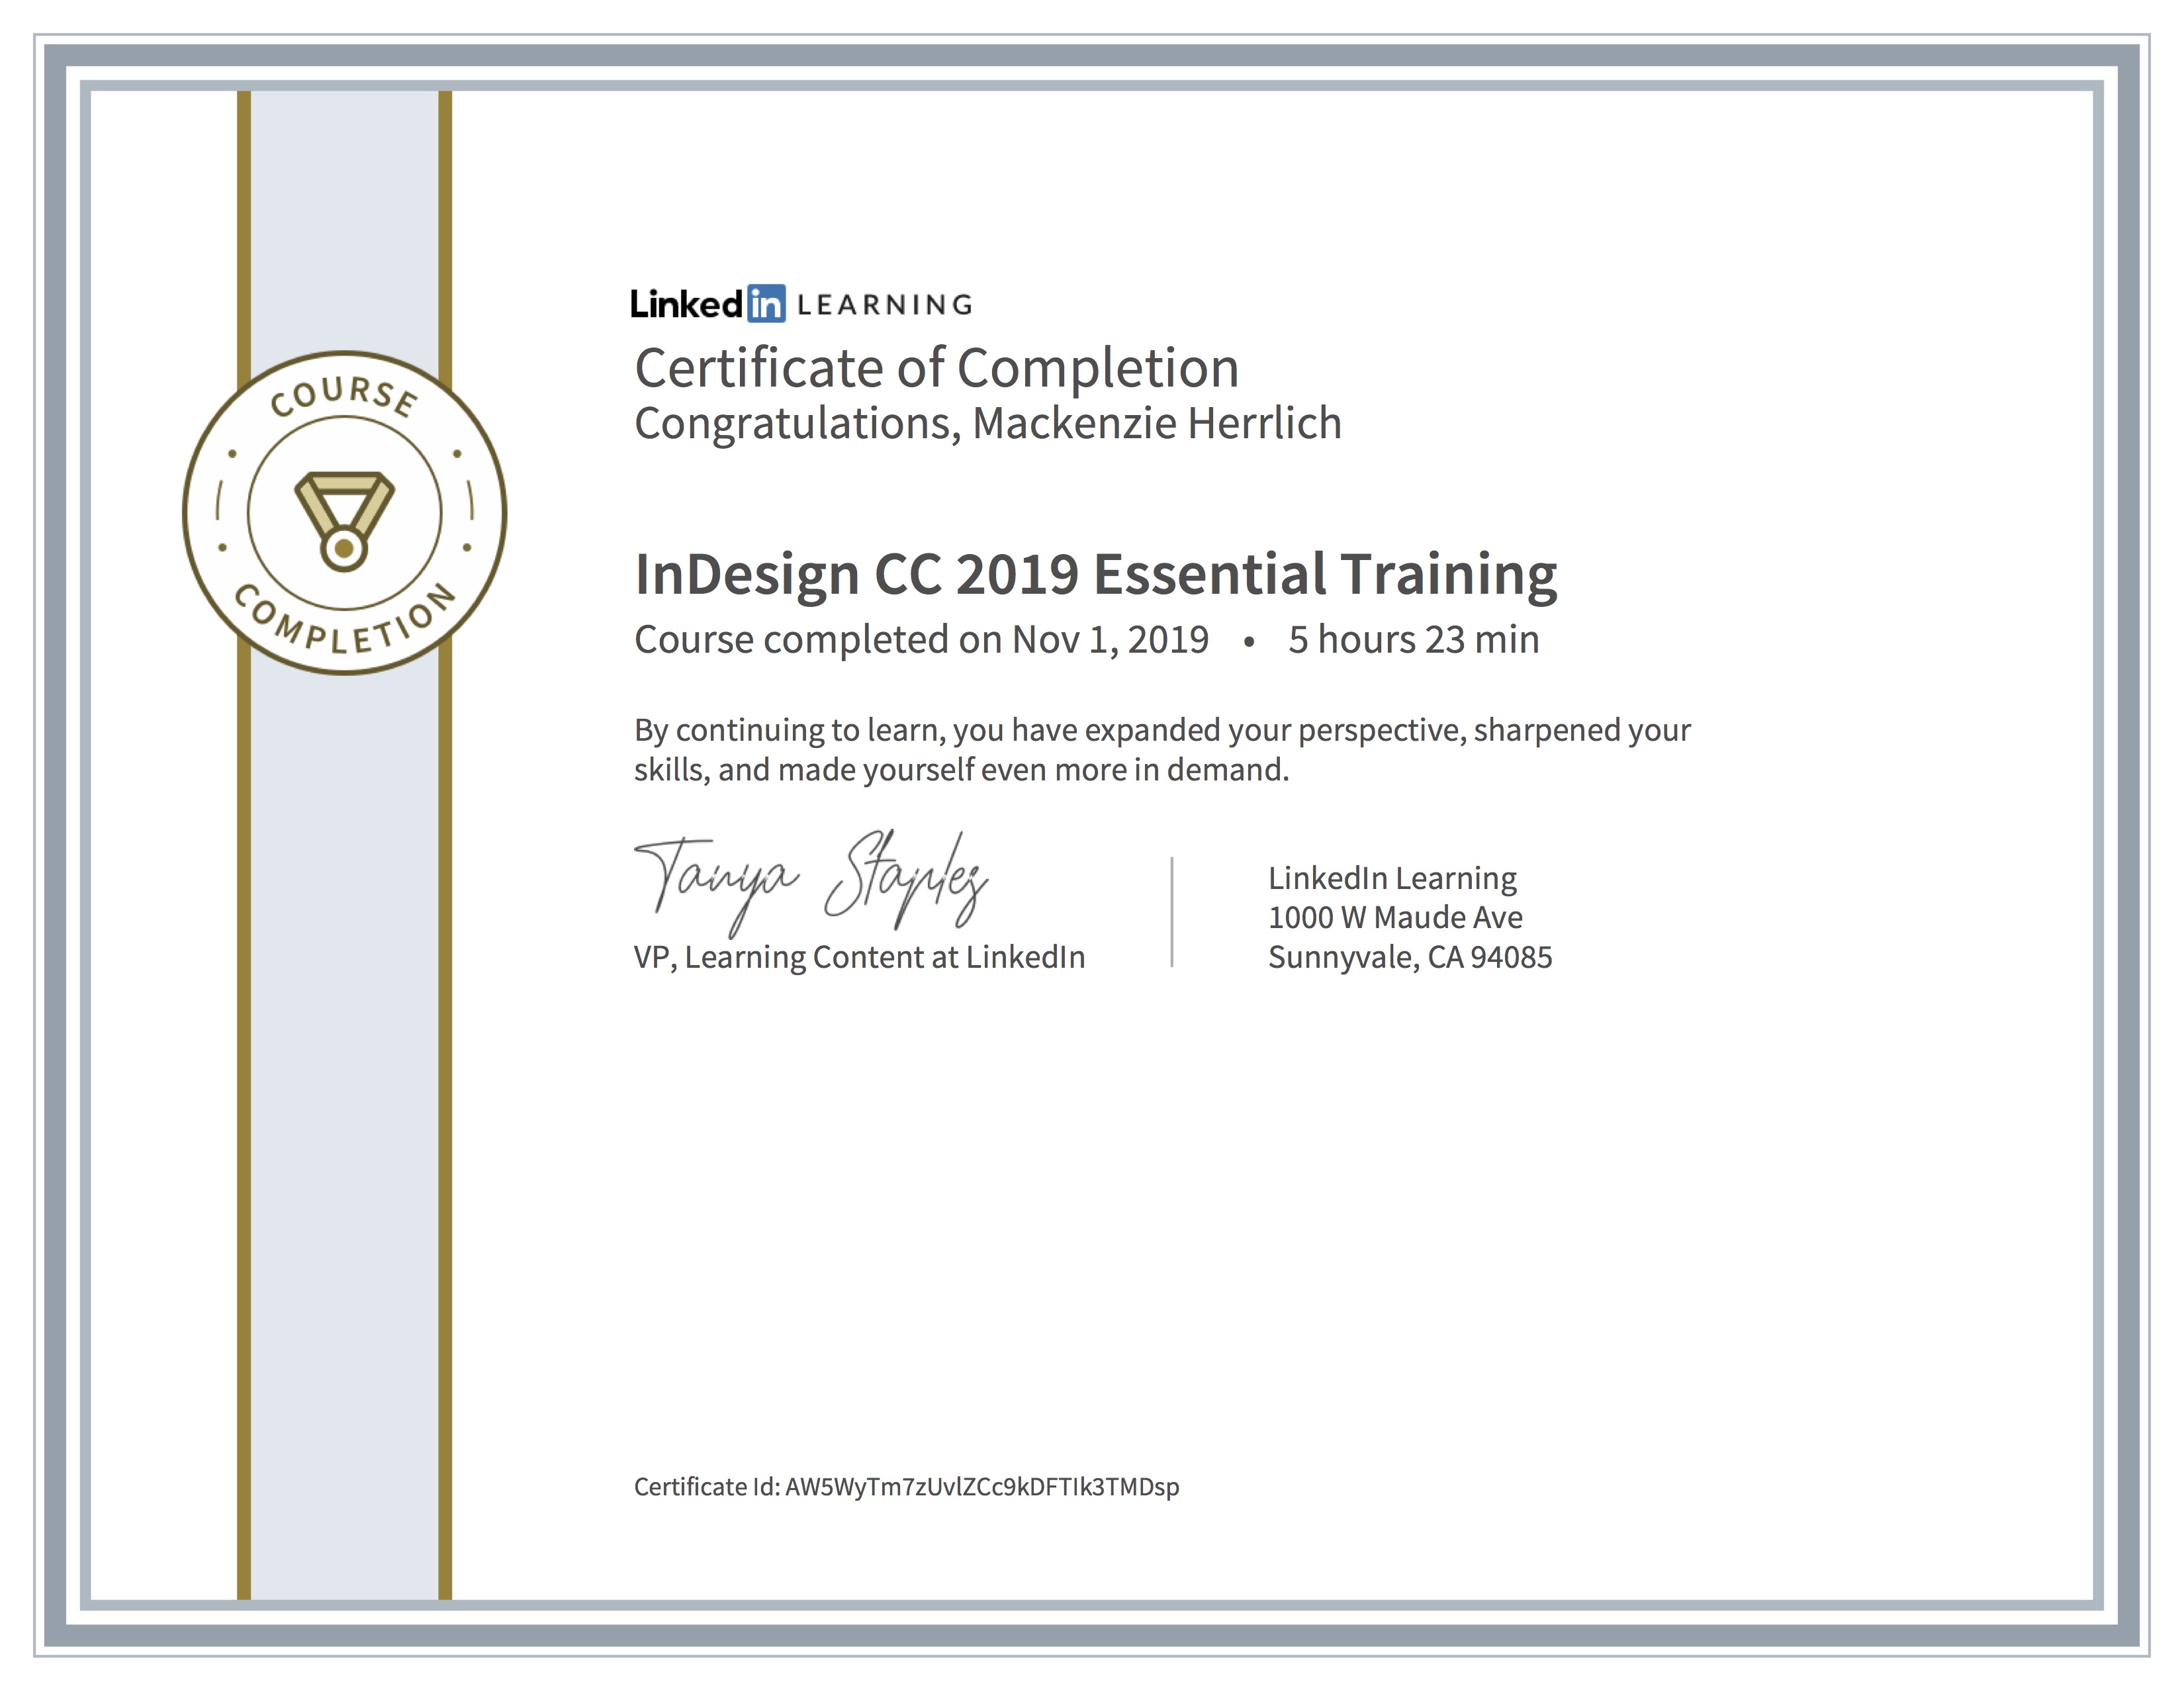 COURSE
COMPLETION
Linked in LEARNING
Certificate of Completion
Congratulations, Mackenzie Herrlich
InDesign CC 2019 Essential Training
Course completed on Nov 1, 2019 • 5 hours 23 min
By continuing to learn, you have expanded your perspective, sharpened your
skills, and made yourself even more in demand.
Tanya Staples
VP, Learning Content at LinkedIn
LinkedIn Learning
1000 W Maude Ave
Sunnyvale, CA 94085
Certificate Id: AW5WyTm7zUvlZCc9kDFTIk3TMDsp